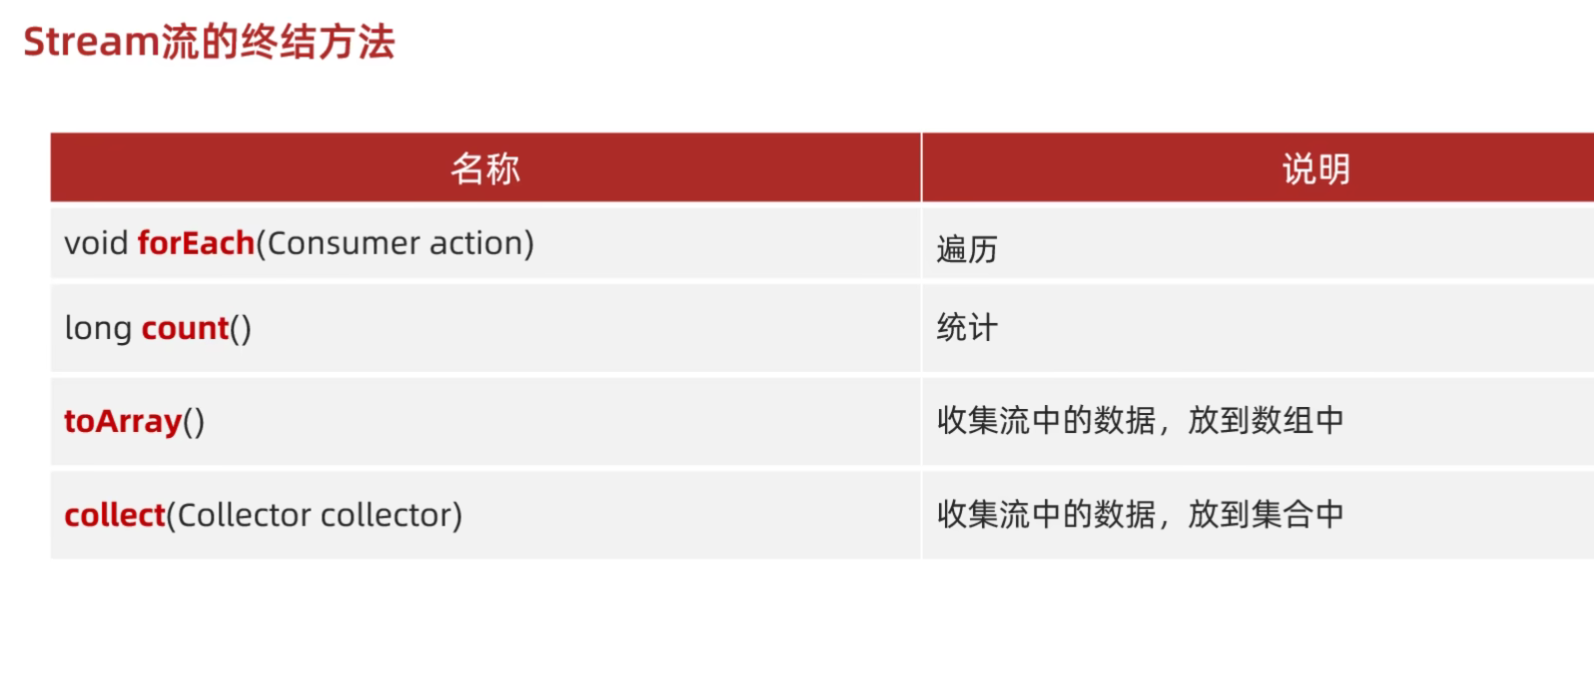 Stream流的终结方法
名称 说明
void forEach(Consumer action) 遍历
long count() 统计
toArray() 收集流中的数据，放到数组中
collect(Collector collector) 收集流中的数据，放到集合中